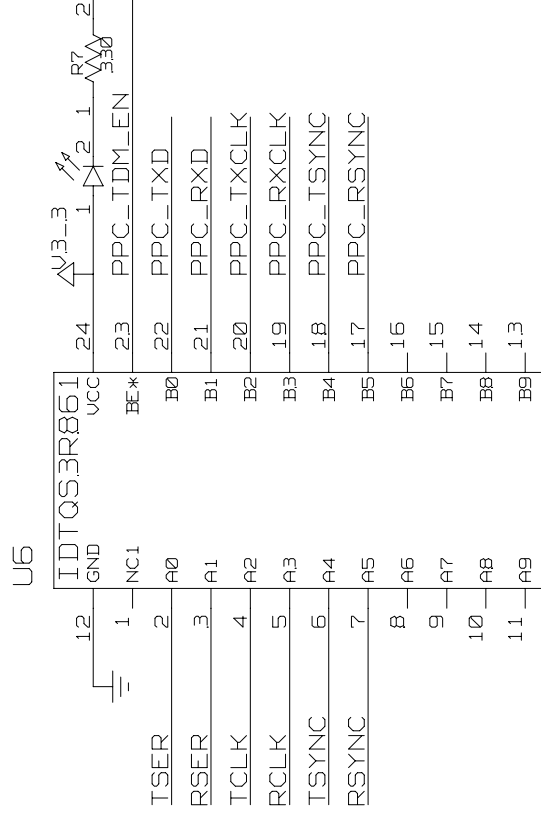 U6
IDTQS3R861
12 GND VCC 24 V3_3 1 2 1 R7 330 2
1 NC1 BE* 23 PPC_TDM_EN
TSER 2 A0 B0 22 PPC_TXD
RSER 3 A1 B1 21 PPC_RXD
TCLK 4 A2 B2 20 PPC_TXCLK
RCLK 5 A3 B3 19 PPC_RXCLK
TSYNC 6 A4 B4 18 PPC_TSYNC
RSYNC 7 A5 B5 17 PPC_RSYNC
8 A6 B6 16
9 A7 B7 15
10 A8 B8 14
11 A9 B9 13